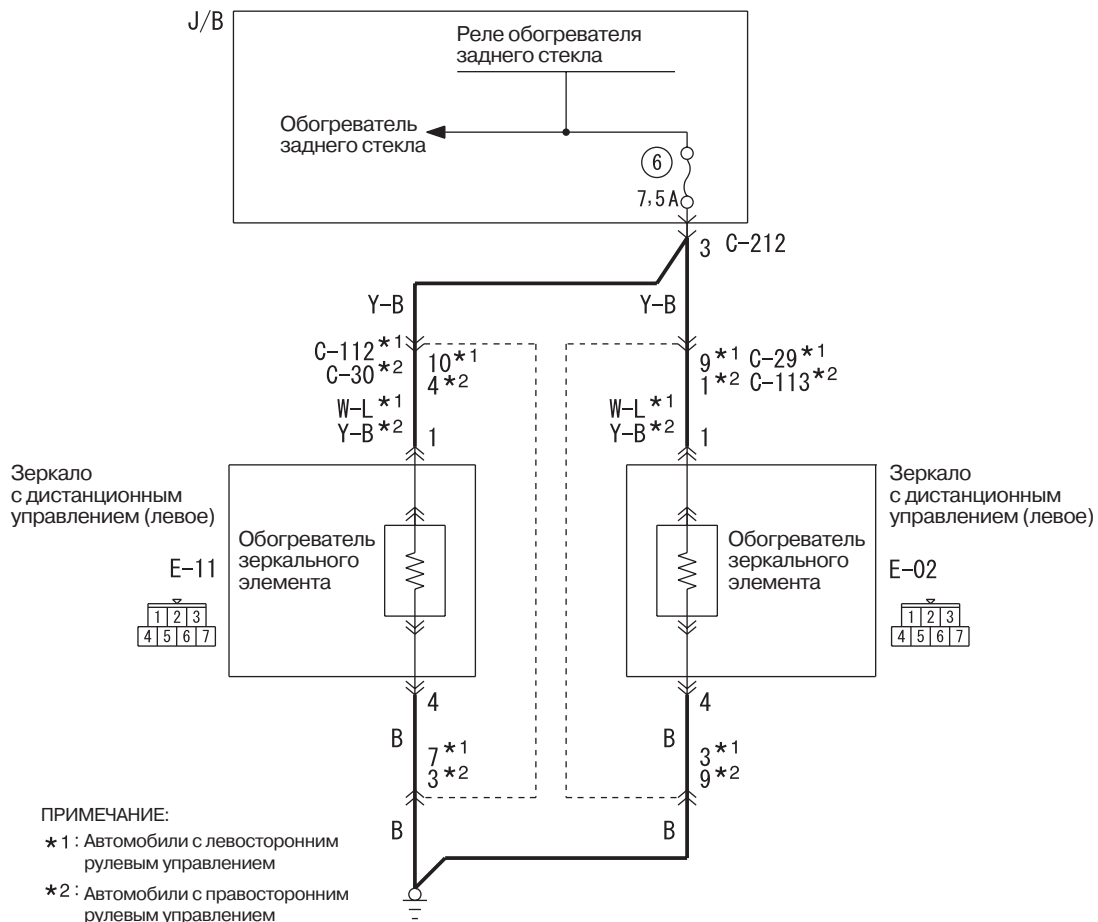 J/B
Реле обогревателя
заднего стекла
Обогреватель
заднего стекла
6
7,5 A
3 C-212
Y-B
Y-B
C-112*1
C-30*2
10*1
4*2
9*1 C-29*1
1*2 C-113*2
W-L*1
Y-B*2
1
W-L*1
Y-B*2
1
Зеркало
с дистанционным
управлением (левое)
Обогреватель
зеркального
элемента
Обогреватель
зеркального
элемента
Зеркало
с дистанционным
управлением (левое)
E-11
E-02
1 2 3
4 5 6 7
1 2 3
4 5 6 7
4
4
B
7*1
3*2
B
3*1
9*2
B
B
ПРИМЕЧАНИЕ:
*1: Автомобили с левосторонним
рулевым управлением
*2: Автомобили с правосторонним
рулевым управлением